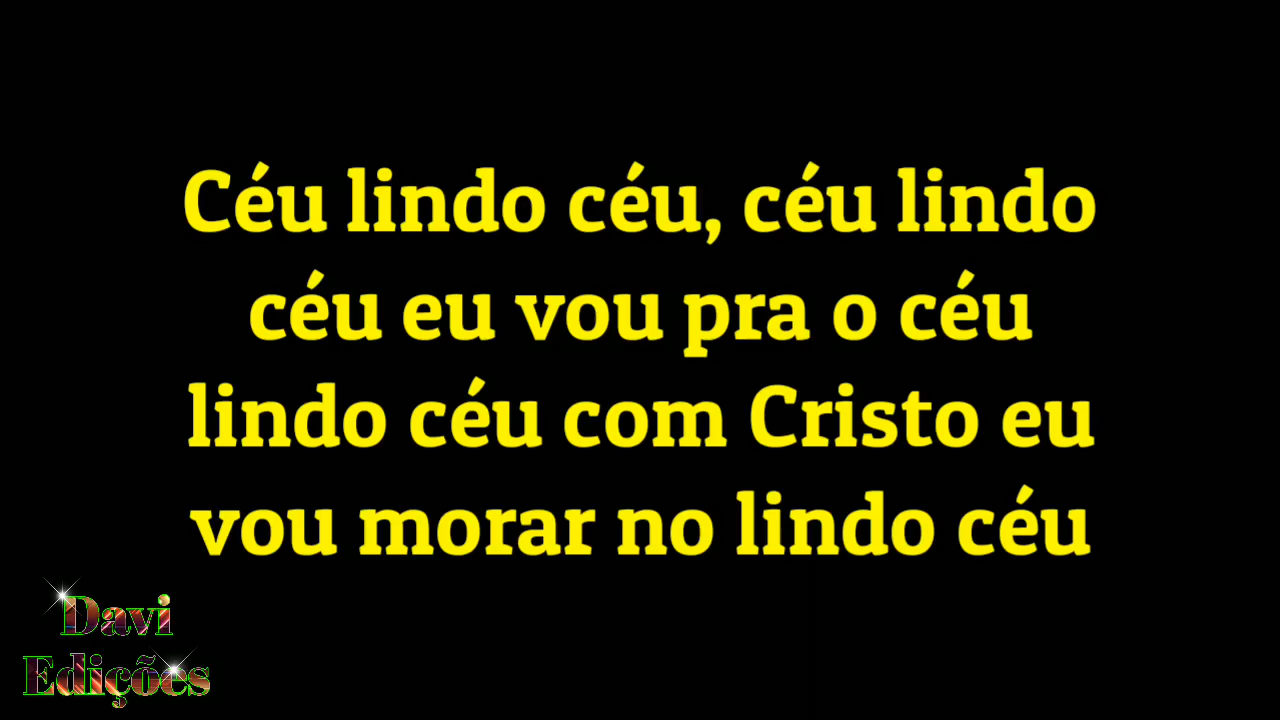 Céu lindo céu, céu lindo
céu eu vou pra o céu
lindo céu com Cristo eu
vou morar no lindo céu
Davi
Edições